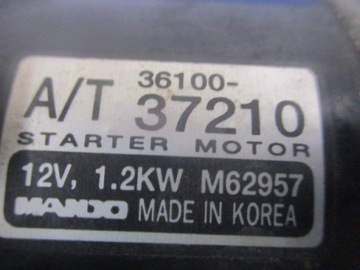 36100-
A/T 37210
STARTER MOTOR
12V, 1.2KW M62957
MANDO MADE IN KOREA